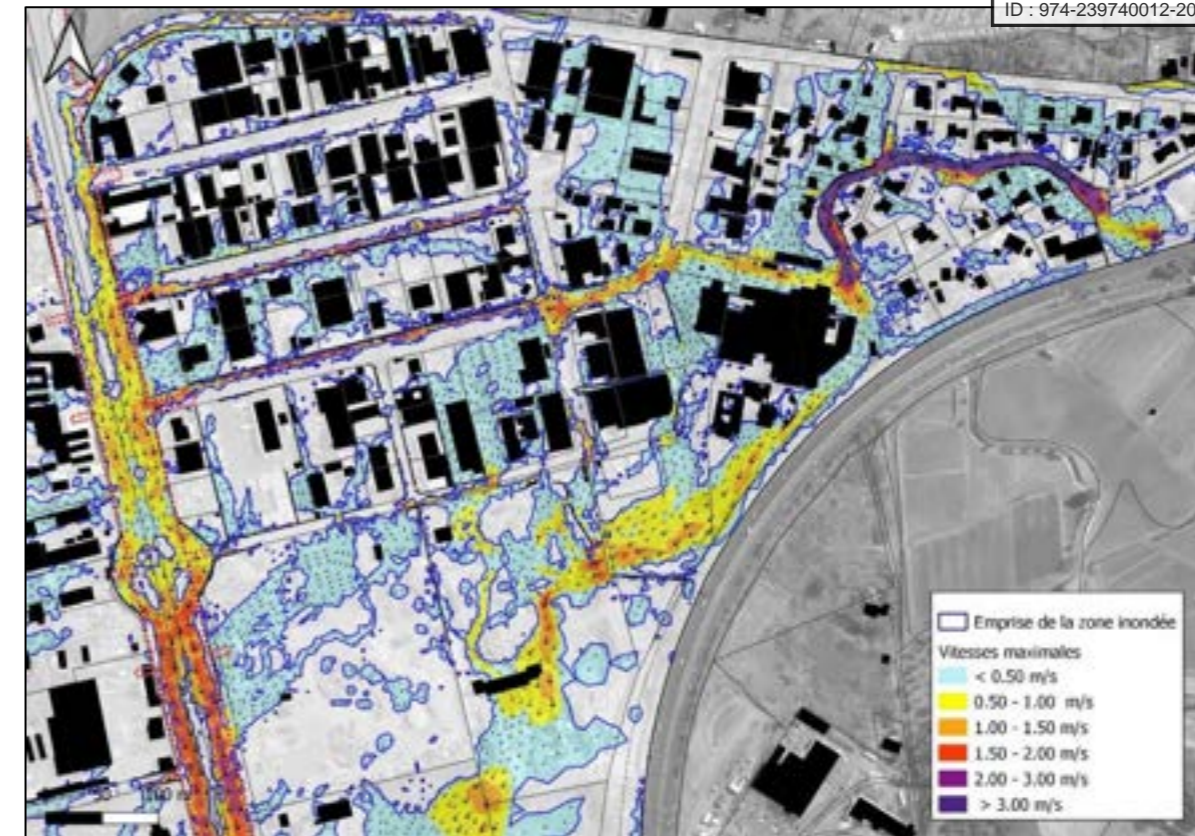 ID : 974-239740012-20
Emprise de la zone inondée
Vitesses maximales
< 0.50 m/s
0.50 - 1.00 m/s
1.00 - 1.50 m/s
1.50 - 2.00 m/s
2.00 - 3.00 m/s
> 3.00 m/s